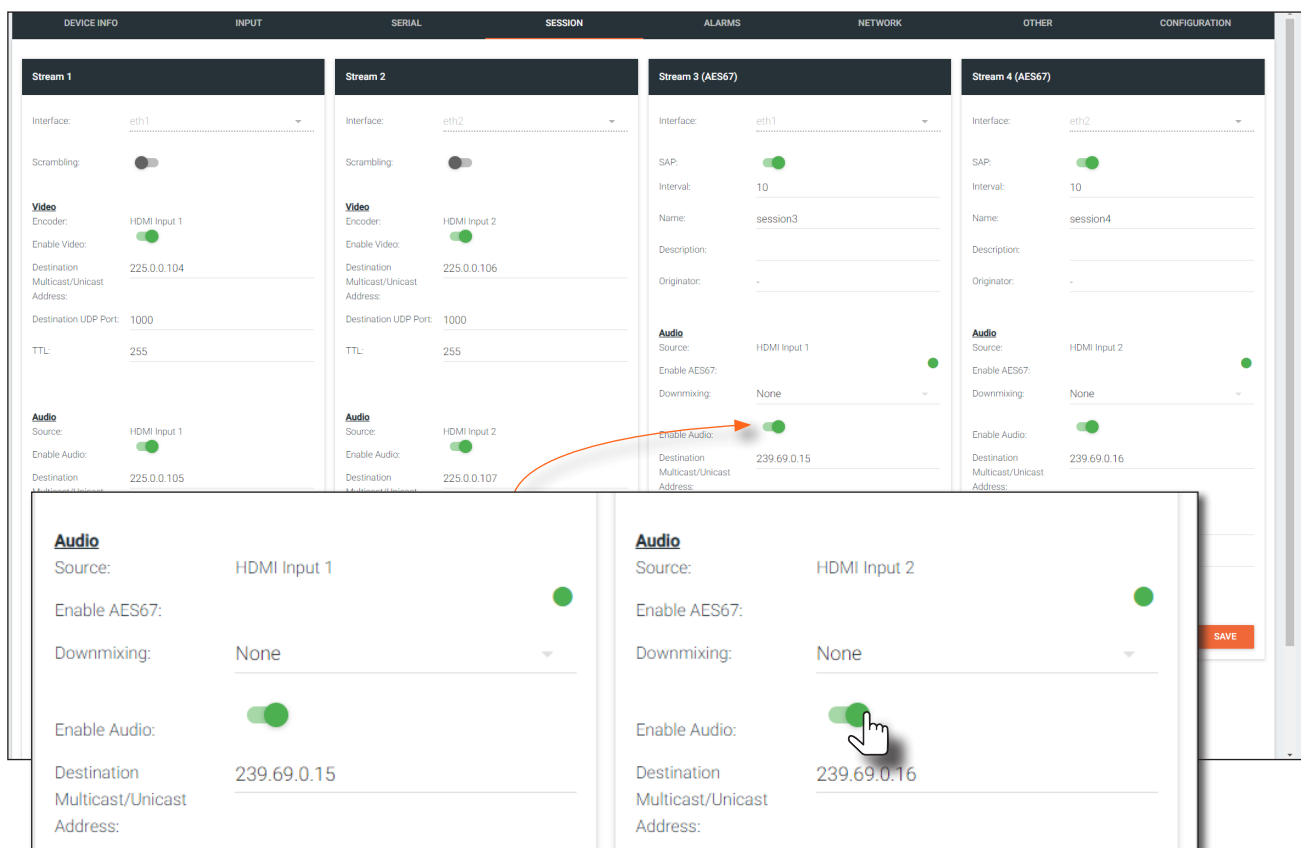 DEVICE INFO INPUT SERIAL SESSION ALARMS NETWORK OTHER CONFIGURATION
Stream 1
Interface: eth1
Scrambling:
Video
Encoder: HDMI Input 1
Enable Video:
Destination 225.0.0.104
Multicast/Unicast
Address:
Destination UDP Port: 1000
TTL: 255
Audio
Source: HDMI Input 1
Enable Audio:
Destination 225.0.0.105
Multicast/Unicast
Stream 2
Interface: eth2
Scrambling:
Video
Encoder: HDMI Input 2
Enable Video:
Destination 225.0.0.106
Multicast/Unicast
Address:
Destination UDP Port: 1000
TTL: 255
Audio
Source: HDMI Input 2
Enable Audio:
Destination 225.0.0.107
Multicast/Unicast
Stream 3 (AES67)
Interface: eth1
SAP:
Interval: 10
Name: session3
Description:
Originator: -
Audio
Source: HDMI Input 1
Enable AES67:
Downmixing: None
Enable Audio:
Destination 239.69.0.15
Multicast/Unicast
Address:
Stream 4 (AES67)
Interface: eth2
SAP:
Interval: 10
Name: session4
Description:
Originator: -
Audio
Source: HDMI Input 2
Enable AES67:
Downmixing: None
Enable Audio:
Destination 239.69.0.16
Multicast/Unicast
Address:
SAVE
Audio
Source: HDMI Input 1
Enable AES67:
Downmixing: None
Enable Audio:
Destination 239.69.0.15
Multicast/Unicast
Address:
Audio
Source: HDMI Input 2
Enable AES67:
Downmixing: None
Enable Audio:
Destination 239.69.0.16
Multicast/Unicast
Address: